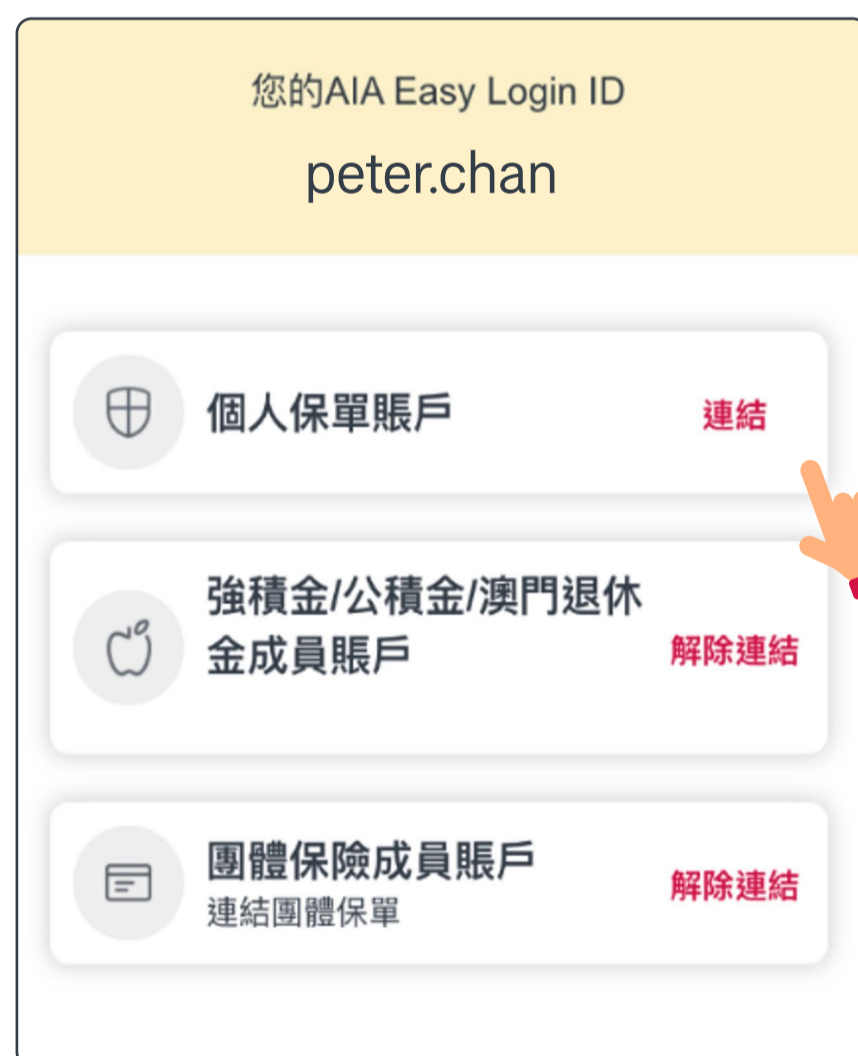 您的AIA Easy Login ID
peter.chan
個人保單賬戶
連結
強積金/公積金/澳門退休
金成員賬戶
解除連結
團體保險成員賬戶
連結團體保單
解除連結